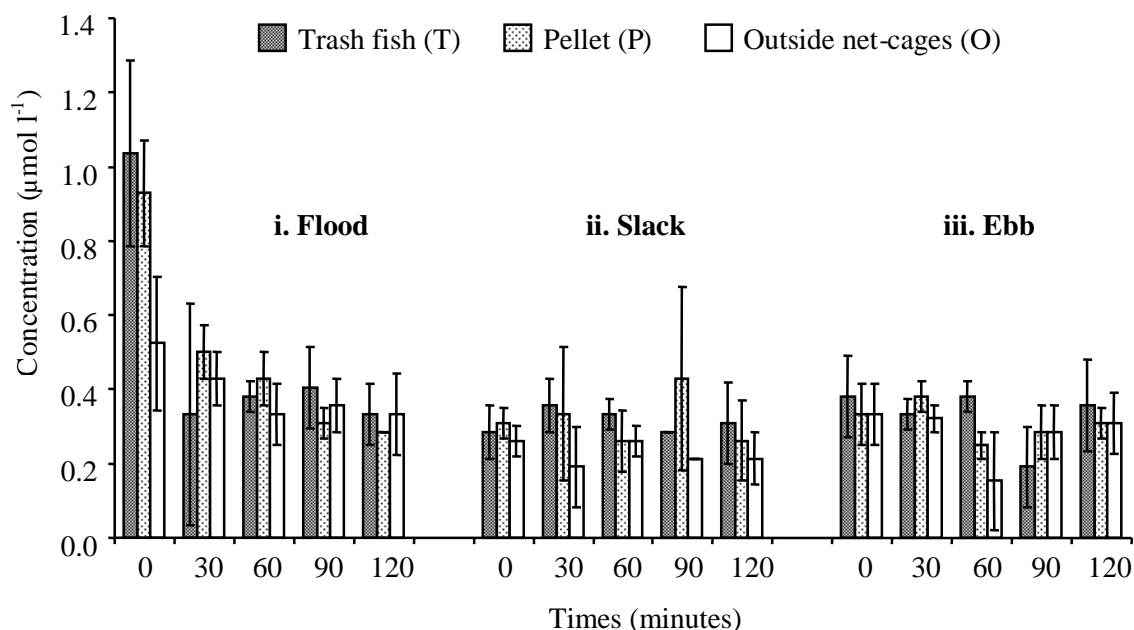 Trash fish (T) Pellet (P) Outside net-cages (O)
Concentration (µmol l⁻¹)
1.4
1.2
1.0
0.8
0.6
0.4
0.2
0.0
i. Flood ii. Slack iii. Ebb
0 30 60 90 120 0 30 60 90 120 0 30 60 90 120
Times (minutes)